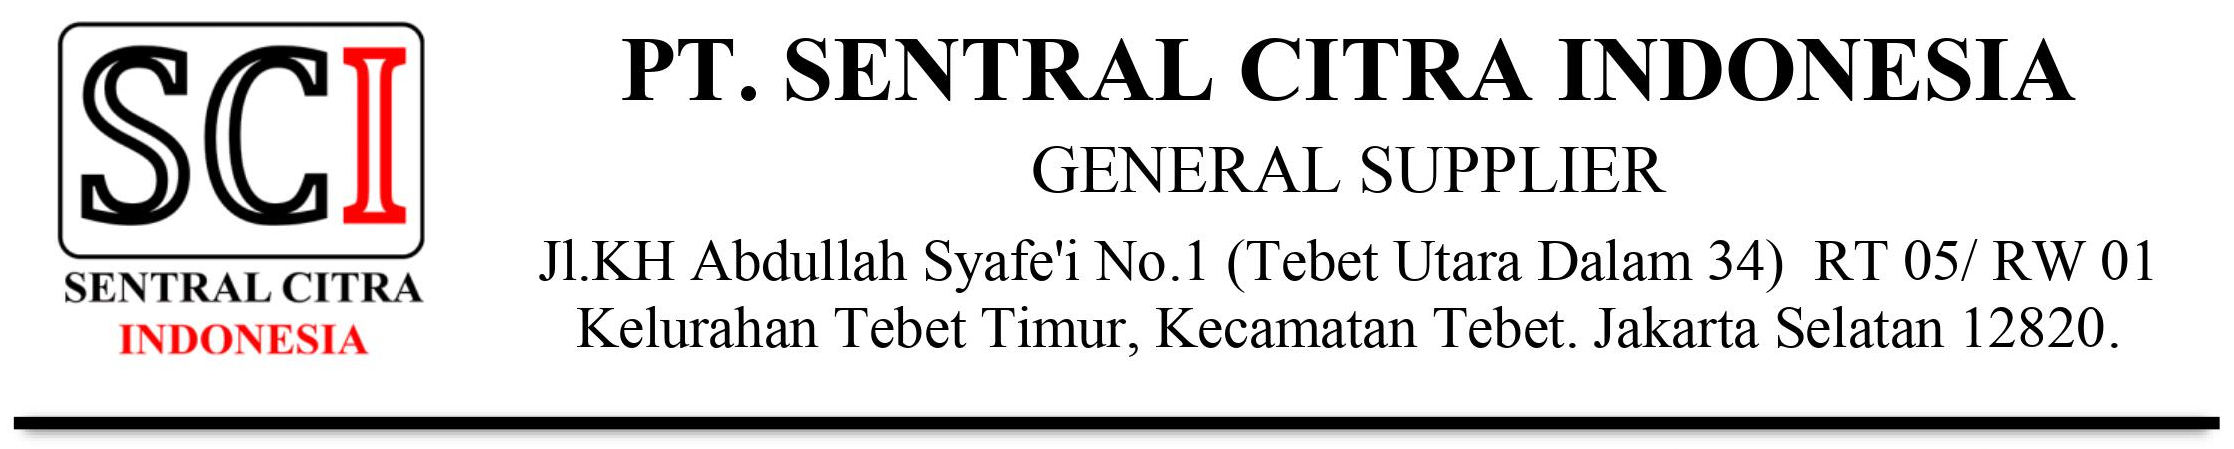 SCI
SENTRAL CITRA
INDONESIA
PT. SENTRAL CITRA INDONESIA
GENERAL SUPPLIER
Jl.KH Abdullah Syafe'i No.1 (Tebet Utara Dalam 34) RT 05/ RW 01
Kelurahan Tebet Timur, Kecamatan Tebet. Jakarta Selatan 12820.